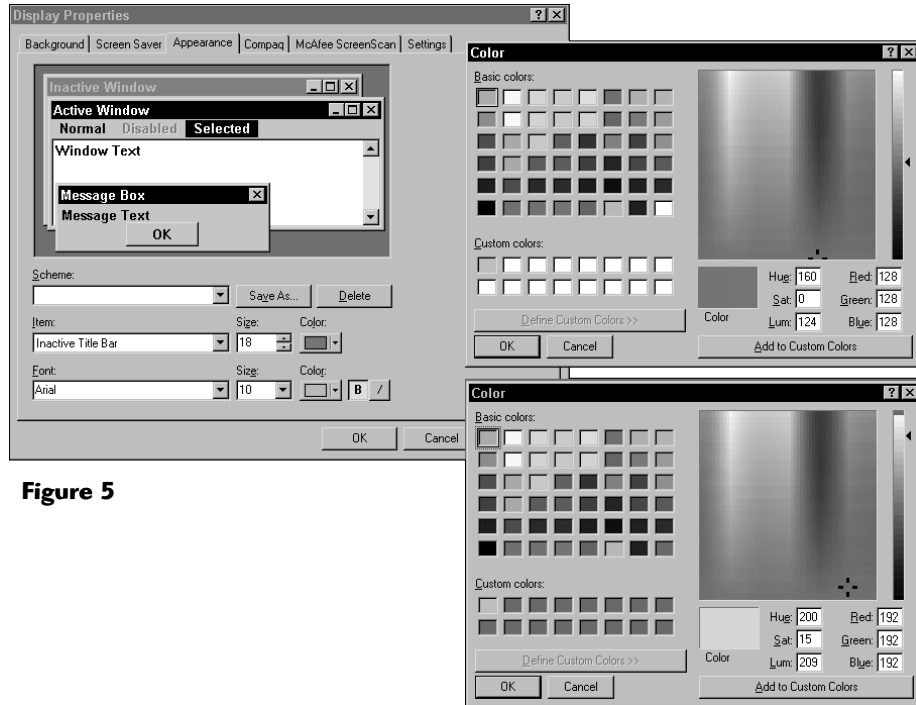 Display Properties
Background Screen Saver Appearance Compaq McAfee ScreenScan Settings
Inactive Window
Active Window
Normal Disabled Selected
Window Text
Message Box
Message Text
OK
Scheme:
Save As... Delete
Item: Size: Color:
Inactive Title Bar 18
Font: Size: Color:
Arial 10 B /
OK Cancel
Figure 5
Color
Basic colors:
Custom colors:
Define Custom Colors >>
OK Cancel
Color
Hue: 160 Red: 128
Sat: 0 Green: 128
Lum: 124 Blue: 128
Add to Custom Colors
Color
Basic colors:
Custom colors:
Define Custom Colors >>
OK Cancel
Color
Hue: 200 Red: 192
Sat: 15 Green: 192
Lum: 209 Blue: 192
Add to Custom Colors